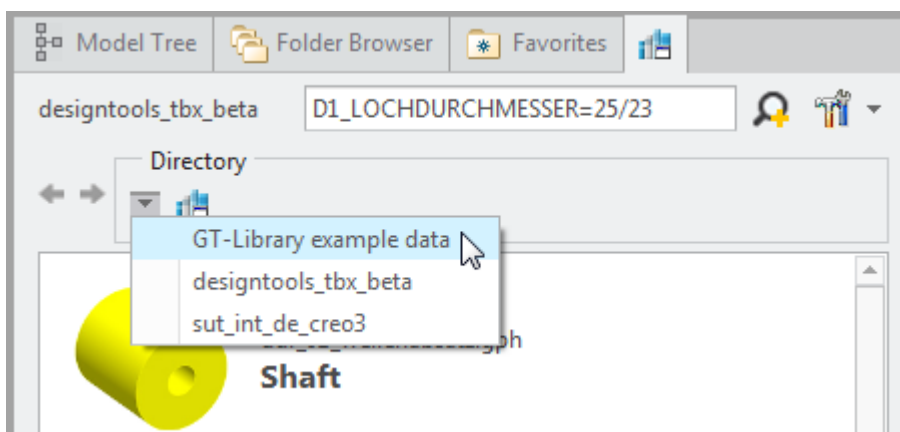 Model Tree Folder Browser Favorites
designtools_tbx_beta D1_LOCHDURCHMESSER=25/23
Directory
GT-Library example data
designtools_tbx_beta
sut_int_de_creo3
Shaft